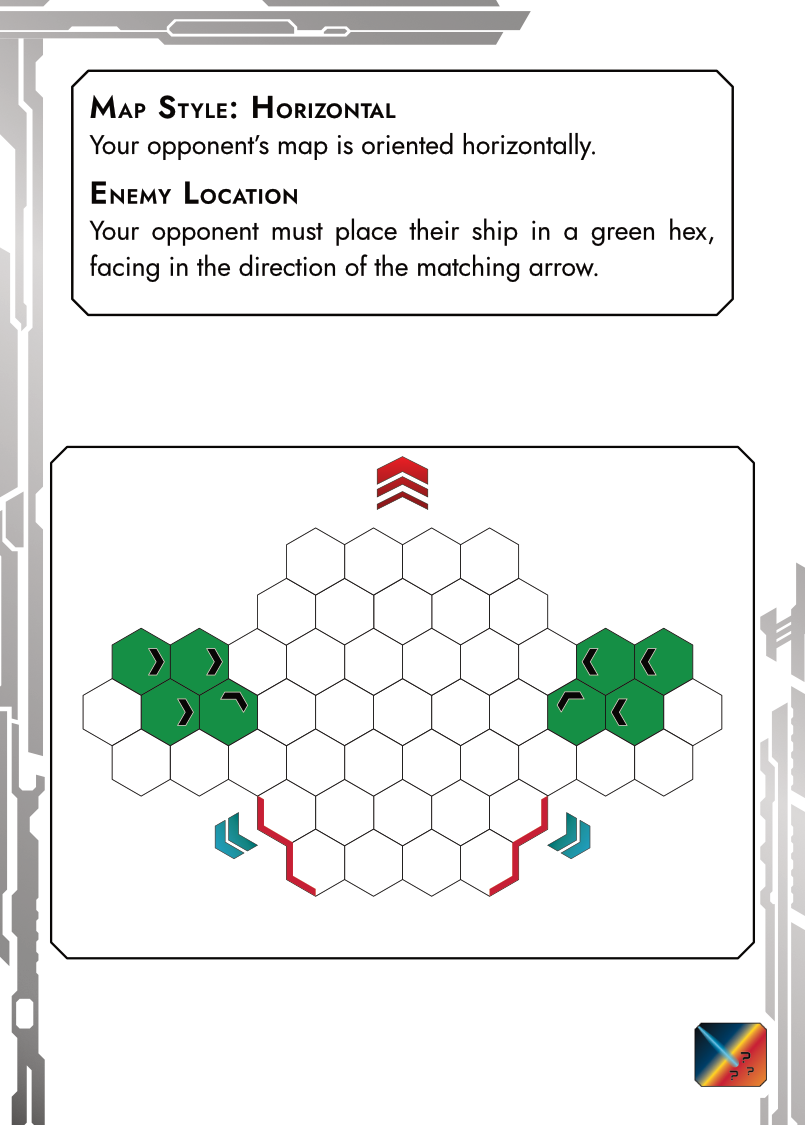 Map Style: Horizontal
Your opponent's map is oriented horizontally.
Enemy Location
Your opponent must place their ship in a green hex,
facing in the direction of the matching arrow.
? 
? ?